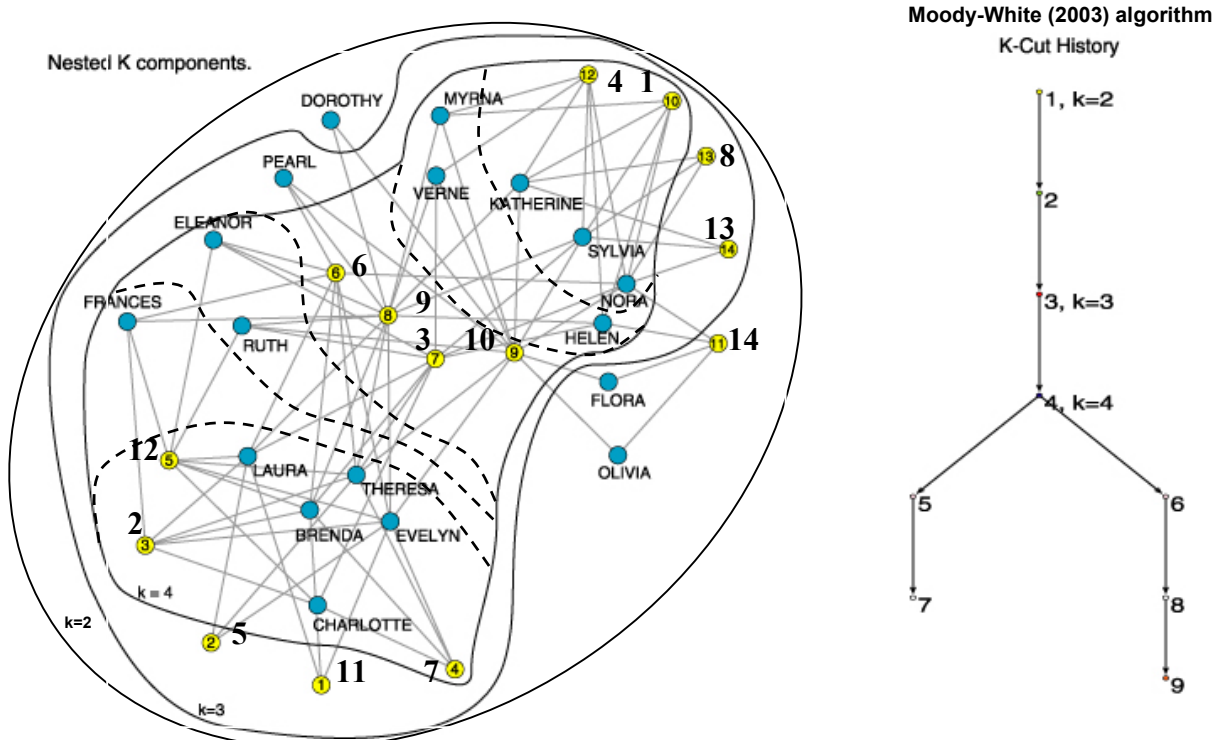 Moody-White (2003) algorithm
K-Cut History
Nested K components.
12 4 1
10
DOROTHY
MYRNA
13 8
PEARL
VERNE
KATHERINE
ELEANOR
13
14
SYLVIA
6 6
NORA
FRANCES
8 9
HELEN
RUTH
3 7
10 9
11 14
FLORA
12 5
LAURA
OLIVIA
THERESA
BRENDA
EVELYN
2
3
k = 4
CHARLOTTE
k=2
2 5
1 11
7 4
k=3
1, k=2
2
3, k=3
4, k=4
5
6
7
8
9